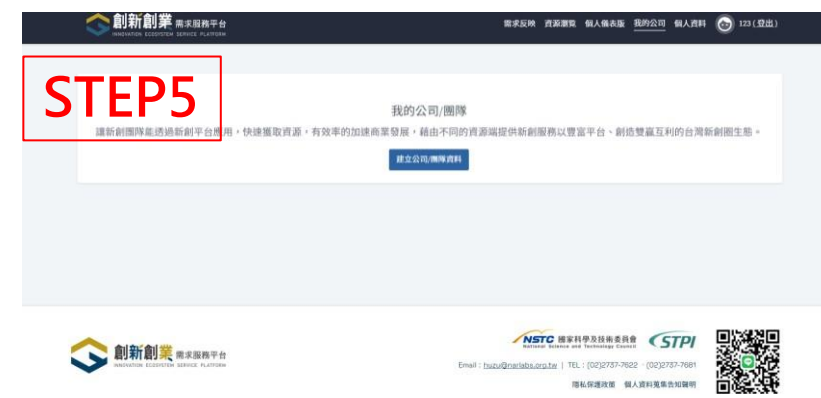 創新創業 需求服務平台
INNOVATION ECOSYSTEM SERVICE PLATFORM
需求反映 資源瀏覧 個人儀表版 我的公司 個人資料 123 (登出)
STEP5
我的公司/團隊
讓新創團隊能透過新創平台應用，快速獲取資源，有效率的加速商業發展，藉由不同的資源端提供新創服務以豐富平台、創造雙贏互利的台灣新創圈生態。
建立公司/團隊資料
創新創業 需求服務平台
INNOVATION ECOSYSTEM SERVICE PLATFORM
NSTC 國家科學及技術委員會
National Science and Technology Council
STPI
Email : huzu@narlabs.org.tw | TEL : (02)2737-7622 · (02)2737-7681
隱私保護政策 個人資料蒐集告知聲明